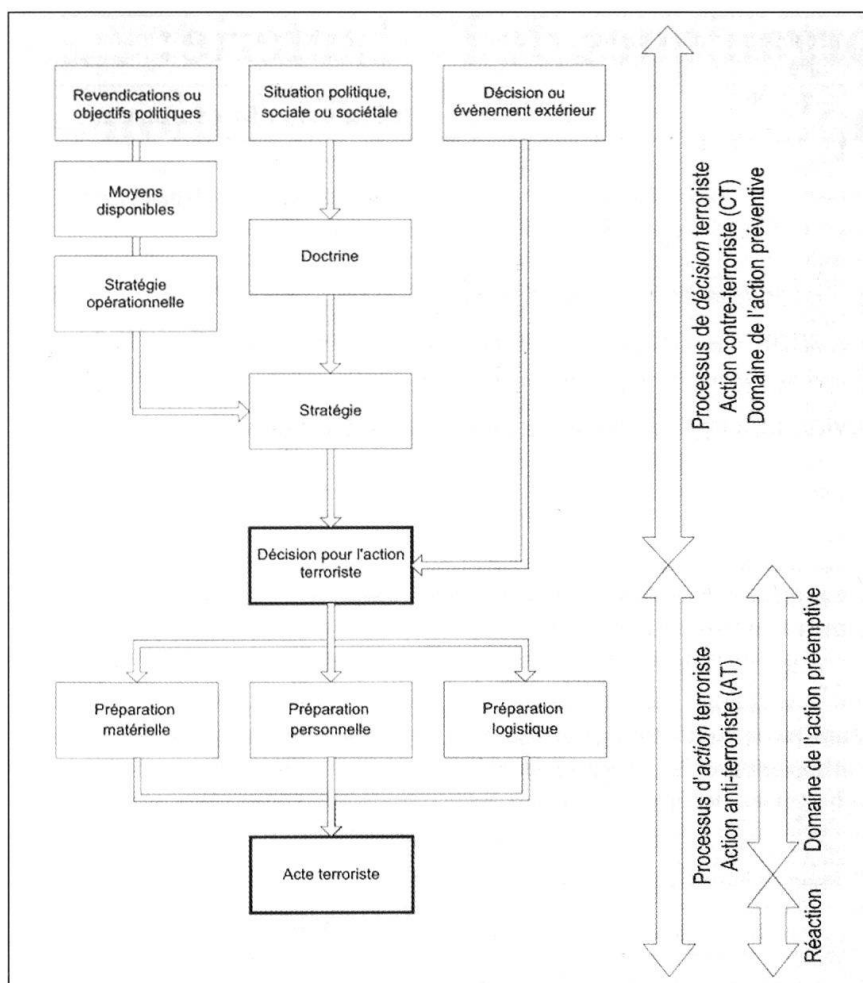 Revendications ou
objectifs politiques
Situation politique,
sociale ou sociétale
Décision ou
évènement extérieur
Moyens
disponibles
Doctrine
Stratégie
opérationnelle
Stratégie
Décision pour l'action
terroriste
Préparation
matérielle
Préparation
personnelle
Préparation
logistique
Acte terroriste
Processus de décision terroriste
Action contre-terroriste (CT)
Domaine de l'action préventive
Processus d'action terroriste
Action anti-terroriste (AT)
Domaine de l'action préemptive
Réaction